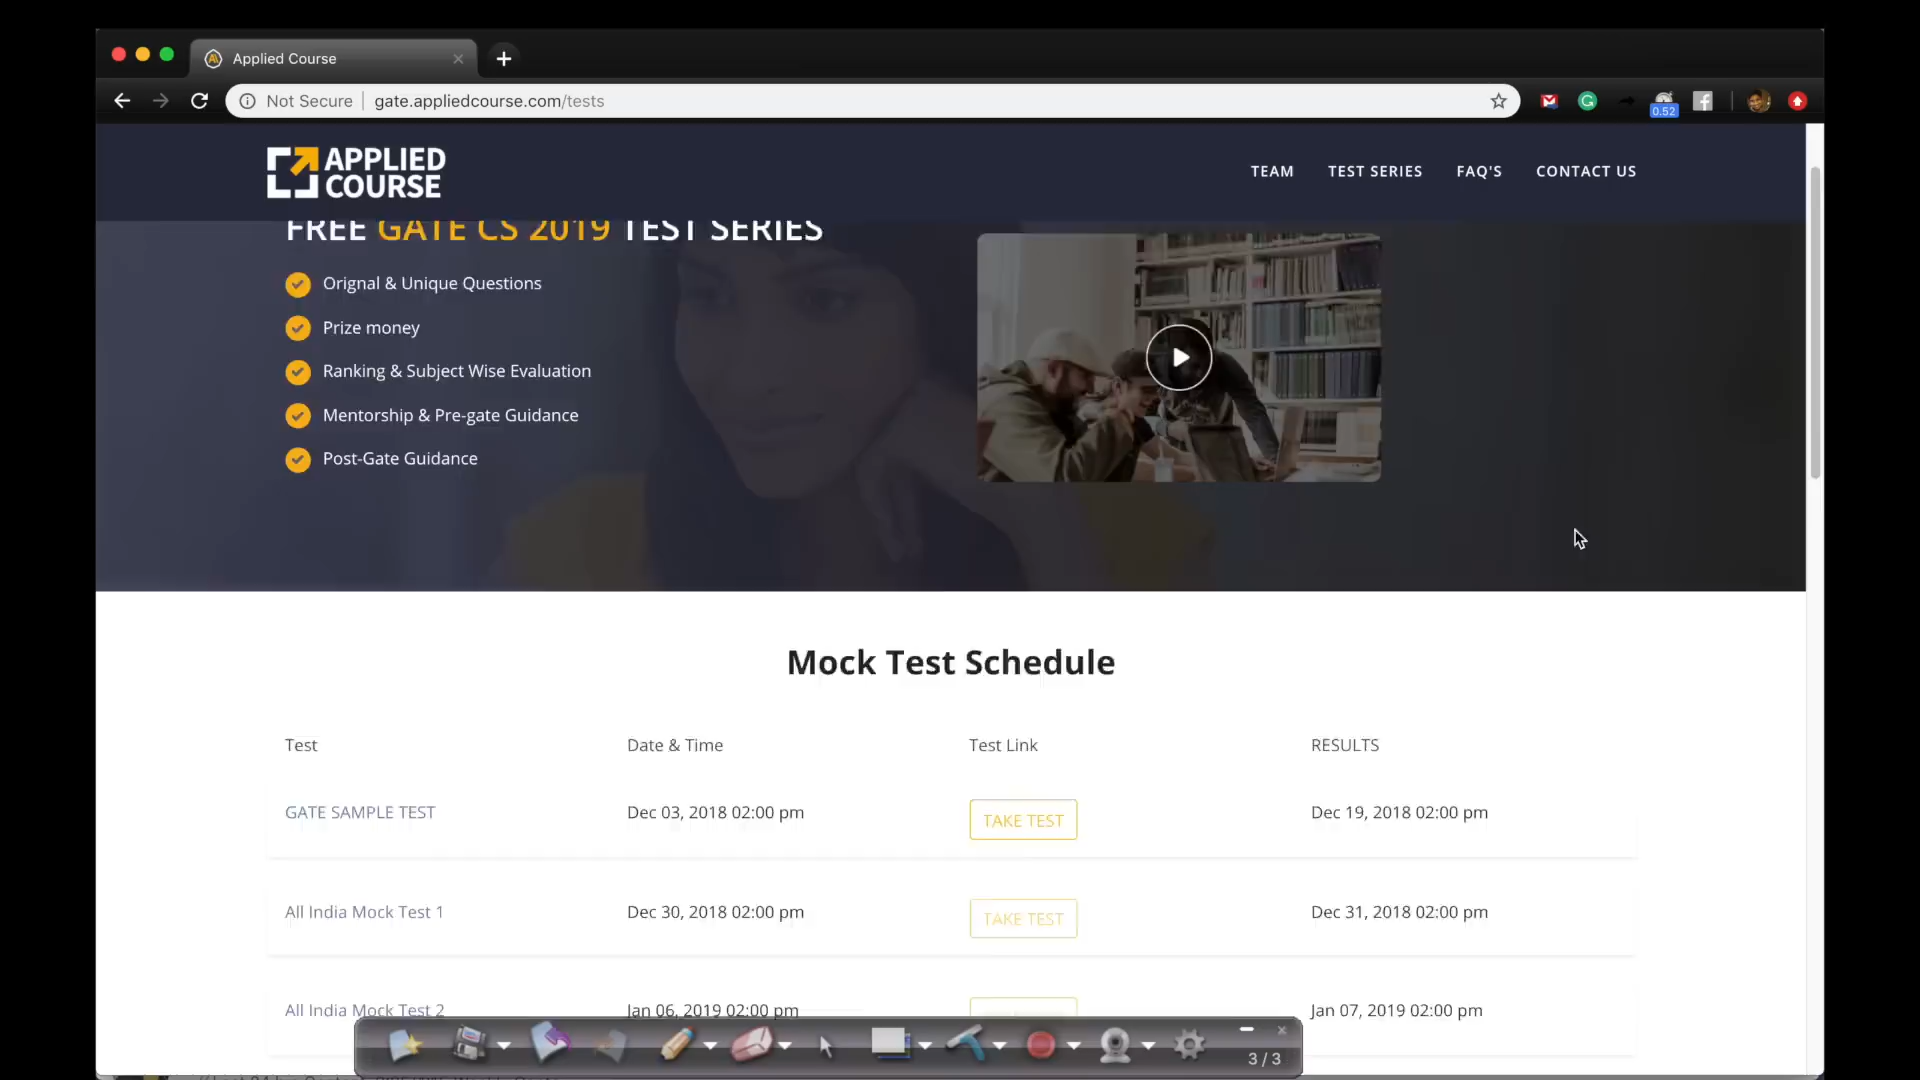 Applied Course
Not Secure gate.appliedcourse.com/tests
0.52
APPLIED
COURSE
TEAM TEST SERIES FAQ'S CONTACT US
FREE GATE CS 2019 TEST SERIES
Orignal & Unique Questions
Prize money
Ranking & Subject Wise Evaluation
Mentorship & Pre-gate Guidance
Post-Gate Guidance
Mock Test Schedule
Test Date & Time Test Link RESULTS
GATE SAMPLE TEST Dec 03, 2018 02:00 pm TAKE TEST Dec 19, 2018 02:00 pm
All India Mock Test 1 Dec 30, 2018 02:00 pm TAKE TEST Dec 31, 2018 02:00 pm
All India Mock Test 2 Jan 06, 2019 02:00 pm Jan 07, 2019 02:00 pm
3 / 3